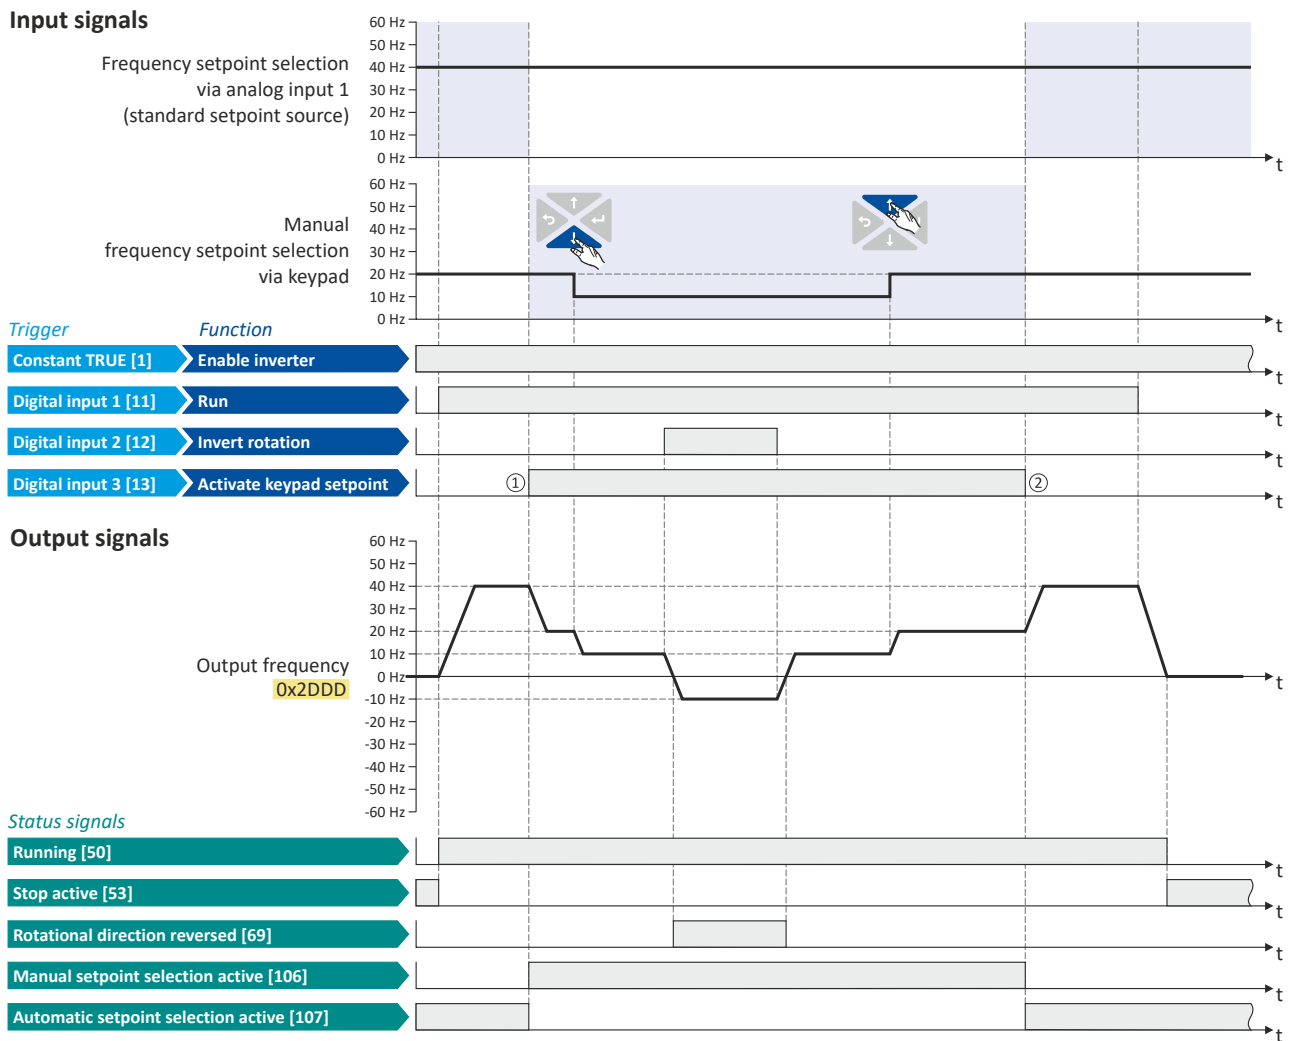 Input signals
60 Hz
50 Hz
40 Hz
30 Hz
20 Hz
10 Hz
0 Hz
Frequency setpoint selection
via analog input 1
(standard setpoint source)
t
60 Hz
50 Hz
40 Hz
30 Hz
20 Hz
10 Hz
0 Hz
Manual
frequency setpoint selection
via keypad
t
Trigger Function
Constant TRUE [1] Enable inverter
t
Digital input 1 [11] Run
t
Digital input 2 [12] Invert rotation
t
Digital input 3 [13] Activate keypad setpoint
① ②
t
Output signals
60 Hz
50 Hz
40 Hz
30 Hz
20 Hz
10 Hz
0 Hz
-10 Hz
-20 Hz
-30 Hz
-40 Hz
-50 Hz
-60 Hz
Output frequency
0x2DDD
t
Status signals
Running [50]
t
Stop active [53]
t
Rotational direction reversed [69]
t
Manual setpoint selection active [106]
t
Automatic setpoint selection active [107]
t